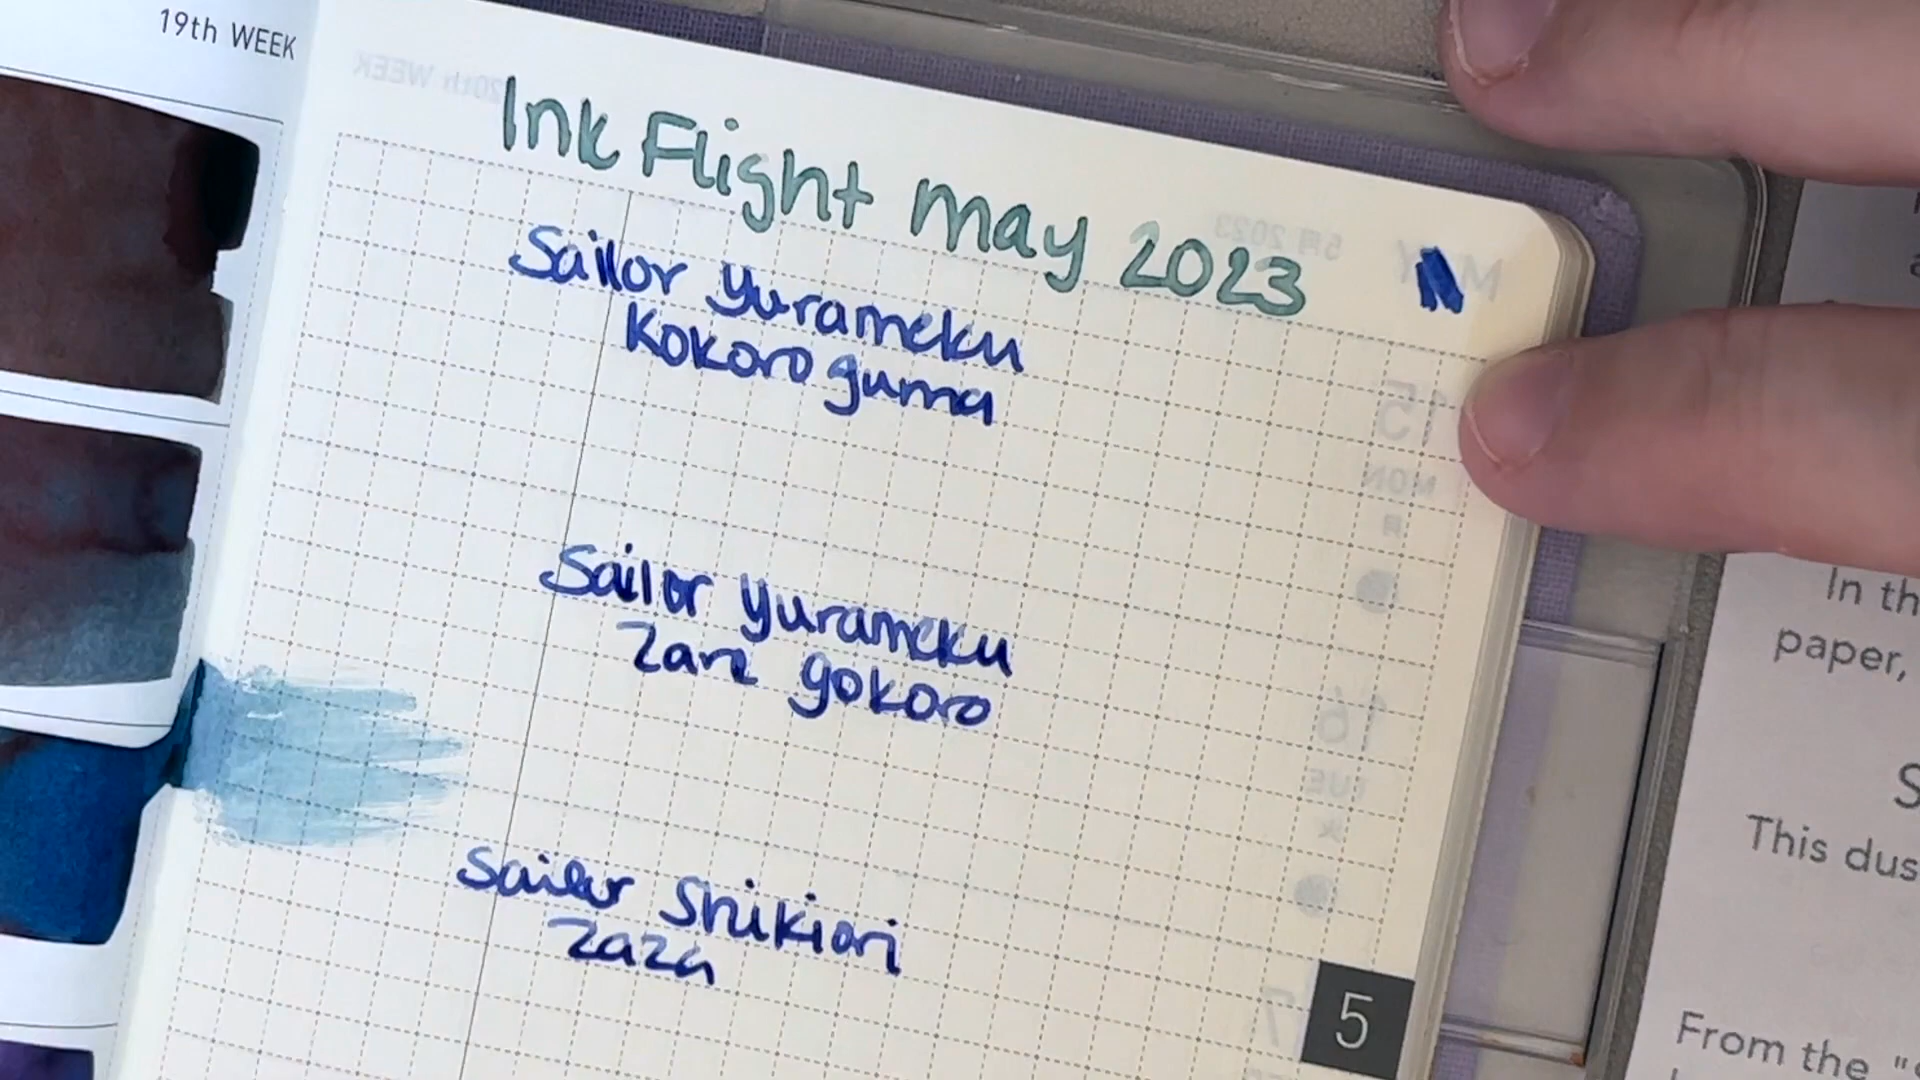 19th WEEK
Ink Flight May 2023
Sailor Yurameku
Kokoro guma
Sailor Yurameku
Zare gokoro
Sailor Shikiori
Zaza
5
In th
paper,
S
This dus
From the "